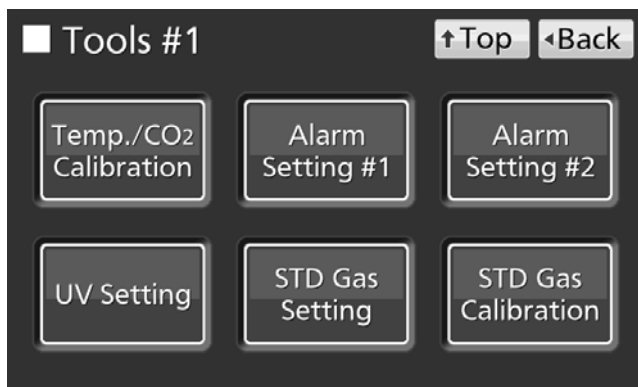 Tools #1
↑Top
◂Back
Temp./CO2
Calibration
Alarm
Setting #1
Alarm
Setting #2
UV Setting
STD Gas
Setting
STD Gas
Calibration